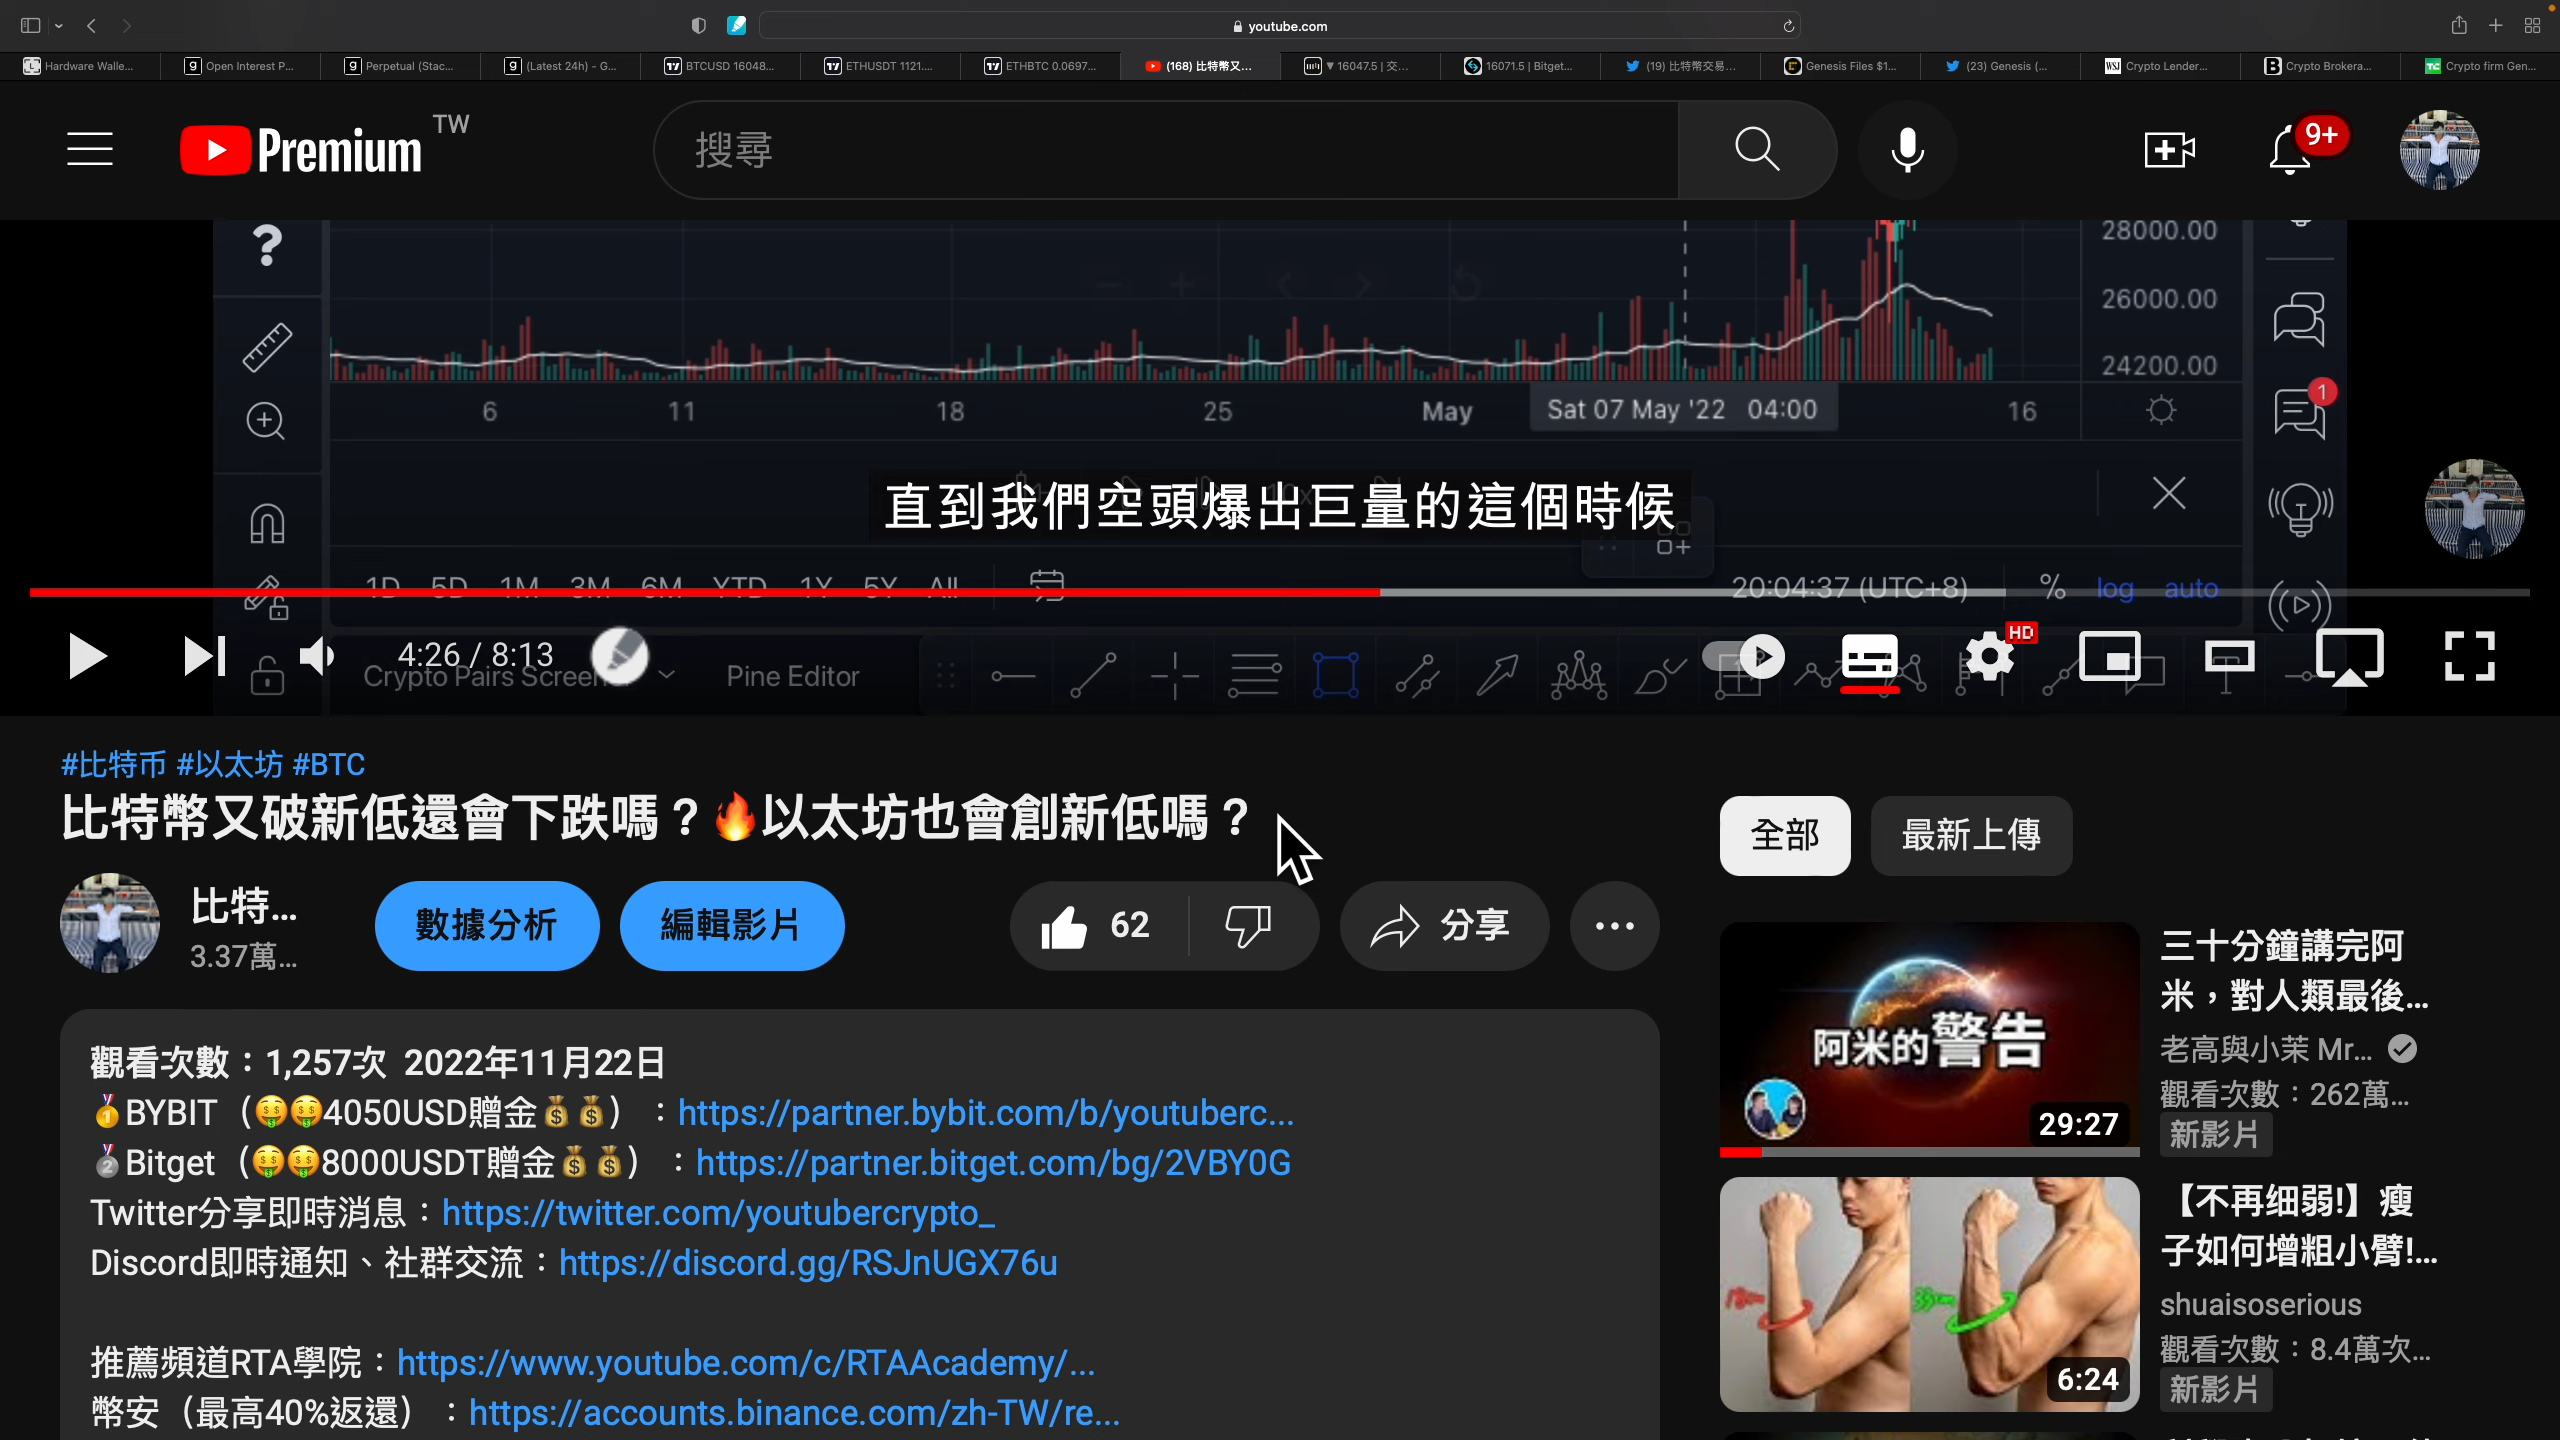 youtube.com
Hardware Walle...
Open Interest P...
Perpetual (Stac...
(Latest 24h) - G...
BTCUSD 16048...
ETHUSDT 1121....
ETHBTC 0.0697...
(168) 比特幣又...
▼ 16047.5 | 交...
16071.5 | Bitget...
(19) 比特幣交易...
Genesis Files $1...
(23) Genesis (...
Crypto Lender...
Crypto Brokera...
Crypto firm Gen...
Premium TW
搜尋
9+
28000.00
26000.00
24200.00
6 11 18 25 May Sat 07 May '22 04:00 16
1
直到我們空頭爆出巨量的這個時候
1D 5D 1M 3M 6M YTD 1Y 5Y All
20:04:37 (UTC+8) % log auto
4:26 / 8:13
HD
Pine Editor
#比特币 #以太坊 #BTC
比特幣又破新低還會下跌嗎？🔥以太坊也會創新低嗎？
比特...
3.37萬...
數據分析
編輯影片
62
分享
觀看次數：1,257次 2022年11月22日
🥇BYBIT（🤑🤑4050USD贈金💰💰）：https://partner.bybit.com/b/youtuberc...
🥈Bitget（🤑🤑8000USDT贈金💰💰）：https://partner.bitget.com/bg/2VBY0G
Twitter分享即時消息：https://twitter.com/youtubercrypto_
Discord即時通知、社群交流：https://discord.gg/RSJnUGX76u
推薦頻道RTA學院：https://www.youtube.com/c/RTAAcademy/...
幣安（最高40%返還）：https://accounts.binance.com/zh-TW/re...
全部
最新上傳
阿米的警告
29:27
三十分鐘講完阿
米，對人類最後...
老高與小茉 Mr...
觀看次數：262萬...
新影片
6:24
【不再细弱!】瘦
子如何增粗小臂!...
shuaisoserious
觀看次數：8.4萬次...
新影片